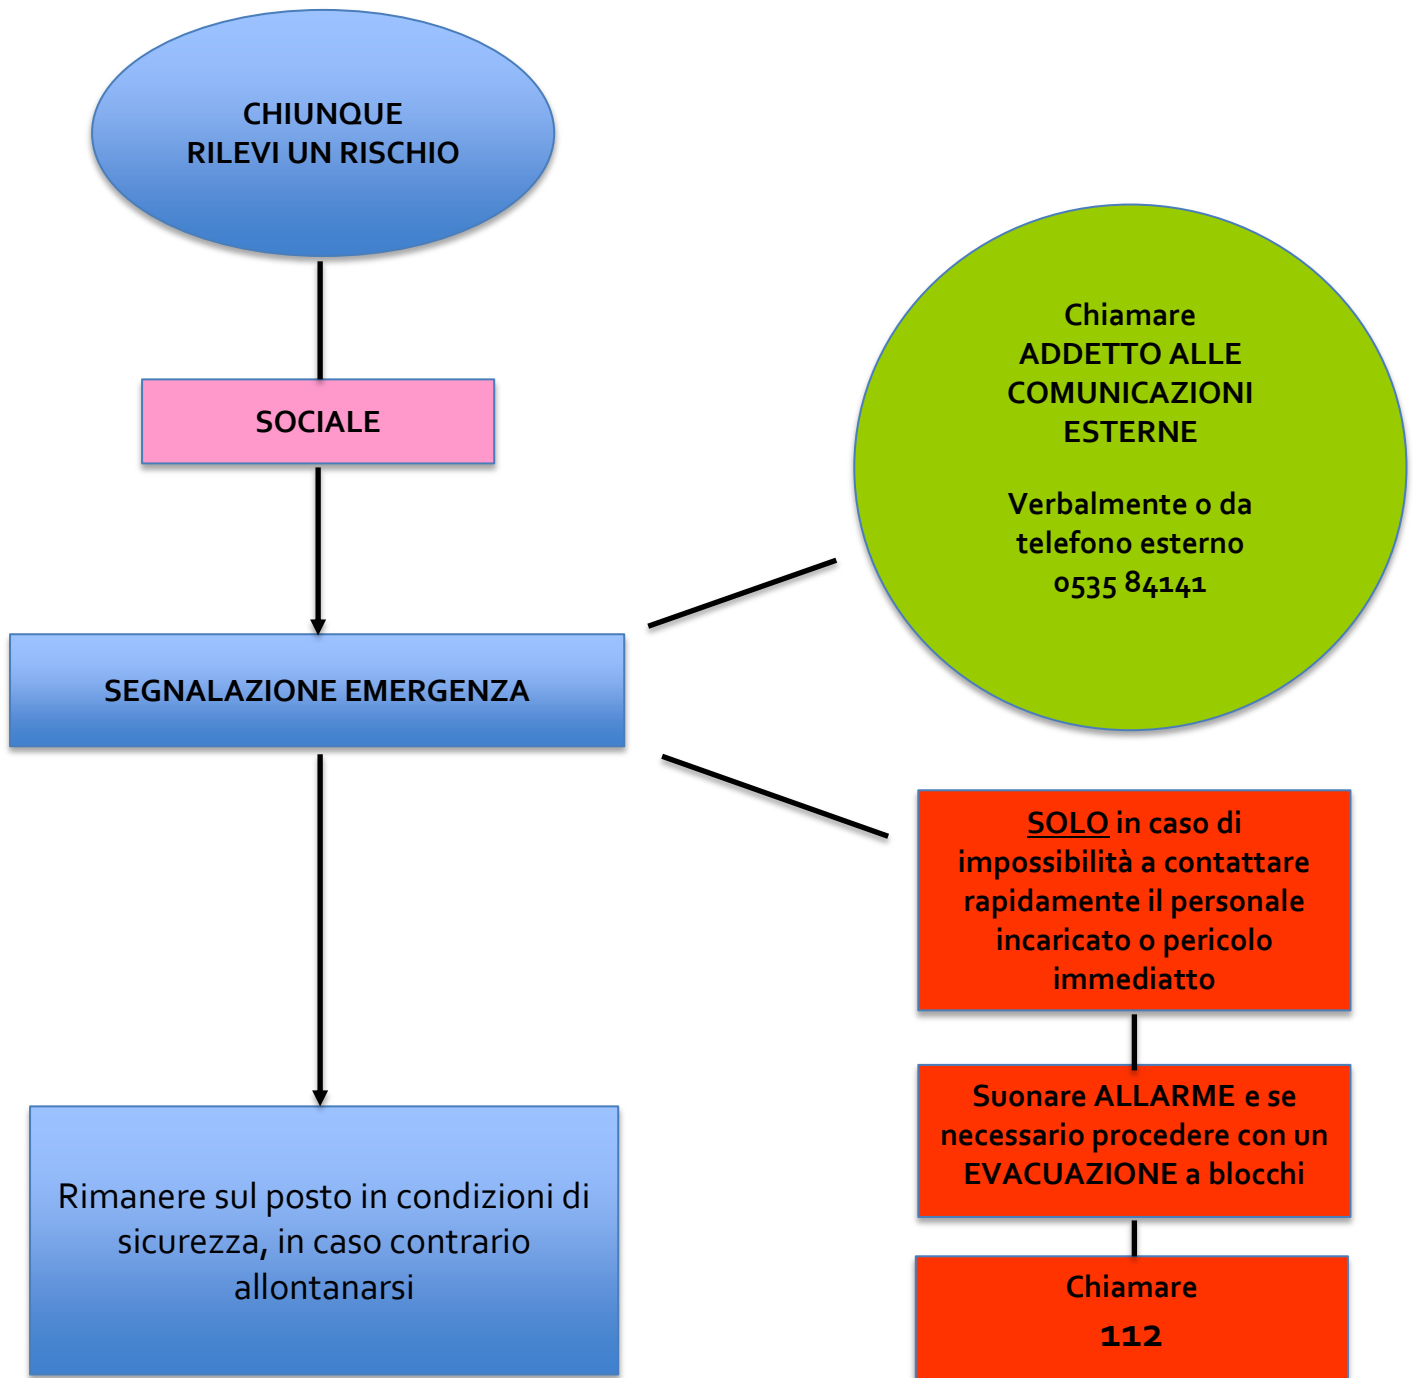 CHIUNQUE
RILEVI UN RISCHIO
SOCIALE
Chiamare
ADDETTO ALLE
COMUNICAZIONI
ESTERNE
Verbalmente o da
telefono esterno
0535 84141
SEGNALAZIONE EMERGENZA
SOLO in caso di
impossibilità a contattare
rapidamente il personale
incaricato o pericolo
immediatto
Suonare ALLARME e se
necessario procedere con un
EVACUAZIONE a blocchi
Rimanere sul posto in condizioni di
sicurezza, in caso contrario
allontanarsi
Chiamare
112